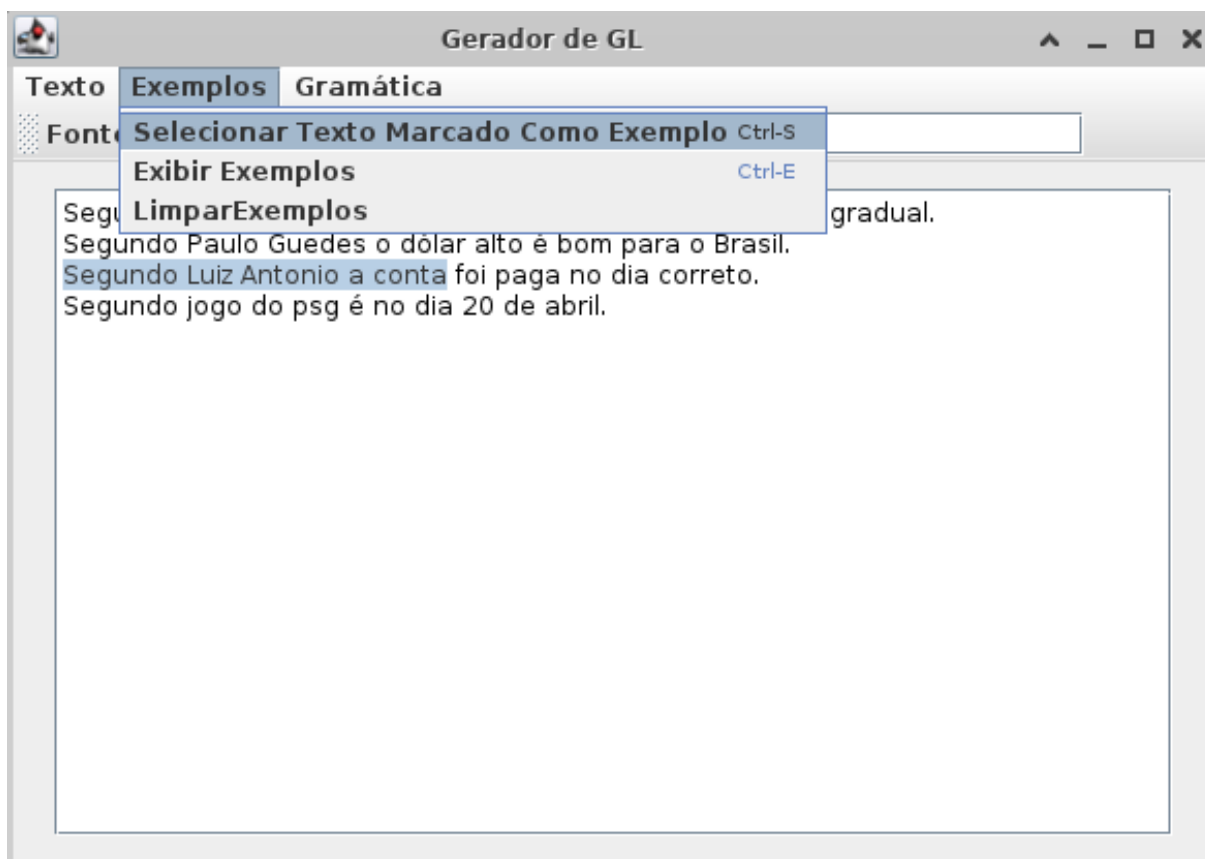 Gerador de GL
Texto Exemplos Gramática
Selecionar Texto Marcado Como Exemplo Ctrl-S
Exibir Exemplos Ctrl-E
LimparExemplos
gradual.
Segundo Paulo Guedes o dólar alto é bom para o Brasil.
Segundo Luiz Antonio a conta foi paga no dia correto.
Segundo jogo do psg é no dia 20 de abril.